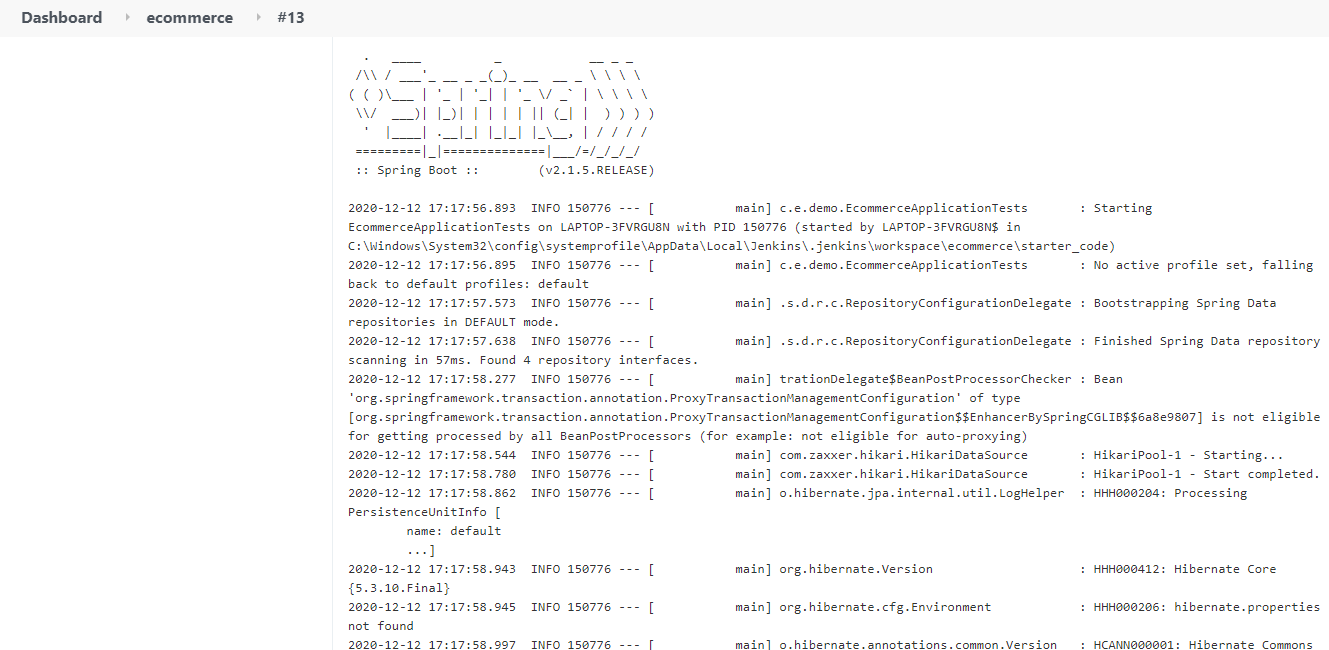 Dashboard ecommerce #13
  .   ____          _            __ _ _
 /\\ / ___'_ __ _ _(_)_ __  __ _ \ \ \ \
( ( )\___ | '_ | '_| | '_ \/ _` | \ \ \ \
 \\/  ___)| |_)| | | | | || (_| |  ) ) ) )
  '  |____| .__|_| |_|_| |_\__, | / / / /
 =========|_|==============|___/=/_/_/_/
 :: Spring Boot ::        (v2.1.5.RELEASE)
2020-12-12 17:17:56.893  INFO 150776 --- [           main] c.e.demo.EcommerceApplicationTests       : Starting
EcommerceApplicationTests on LAPTOP-3FVRGU8N with PID 150776 (started by LAPTOP-3FVRGU8N$ in
C:\Windows\System32\config\systemprofile\AppData\Local\Jenkins\.jenkins\workspace\ecommerce\starter_code)
2020-12-12 17:17:56.895  INFO 150776 --- [           main] c.e.demo.EcommerceApplicationTests       : No active profile set, falling
back to default profiles: default
2020-12-12 17:17:57.573  INFO 150776 --- [           main] .s.d.r.c.RepositoryConfigurationDelegate : Bootstrapping Spring Data
repositories in DEFAULT mode.
2020-12-12 17:17:57.638  INFO 150776 --- [           main] .s.d.r.c.RepositoryConfigurationDelegate : Finished Spring Data repository
scanning in 57ms. Found 4 repository interfaces.
2020-12-12 17:17:58.277  INFO 150776 --- [           main] trationDelegate$BeanPostProcessorChecker : Bean
'org.springframework.transaction.annotation.ProxyTransactionManagementConfiguration' of type
[org.springframework.transaction.annotation.ProxyTransactionManagementConfiguration$$EnhancerBySpringCGLIB$$6a8e9807] is not eligible
for getting processed by all BeanPostProcessors (for example: not eligible for auto-proxying)
2020-12-12 17:17:58.544  INFO 150776 --- [           main] com.zaxxer.hikari.HikariDataSource       : HikariPool-1 - Starting...
2020-12-12 17:17:58.780  INFO 150776 --- [           main] com.zaxxer.hikari.HikariDataSource       : HikariPool-1 - Start completed.
2020-12-12 17:17:58.862  INFO 150776 --- [           main] o.hibernate.jpa.internal.util.LogHelper  : HHH000204: Processing
PersistenceUnitInfo [
        name: default
        ...]
2020-12-12 17:17:58.943  INFO 150776 --- [           main] org.hibernate.Version                    : HHH000412: Hibernate Core
{5.3.10.Final}
2020-12-12 17:17:58.945  INFO 150776 --- [           main] org.hibernate.cfg.Environment            : HHH000206: hibernate.properties
not found
2020-12-12 17:17:58.997  INFO 150776 --- [           main] o.hibernate.annotations.common.Version   : HCANN000001: Hibernate Commons